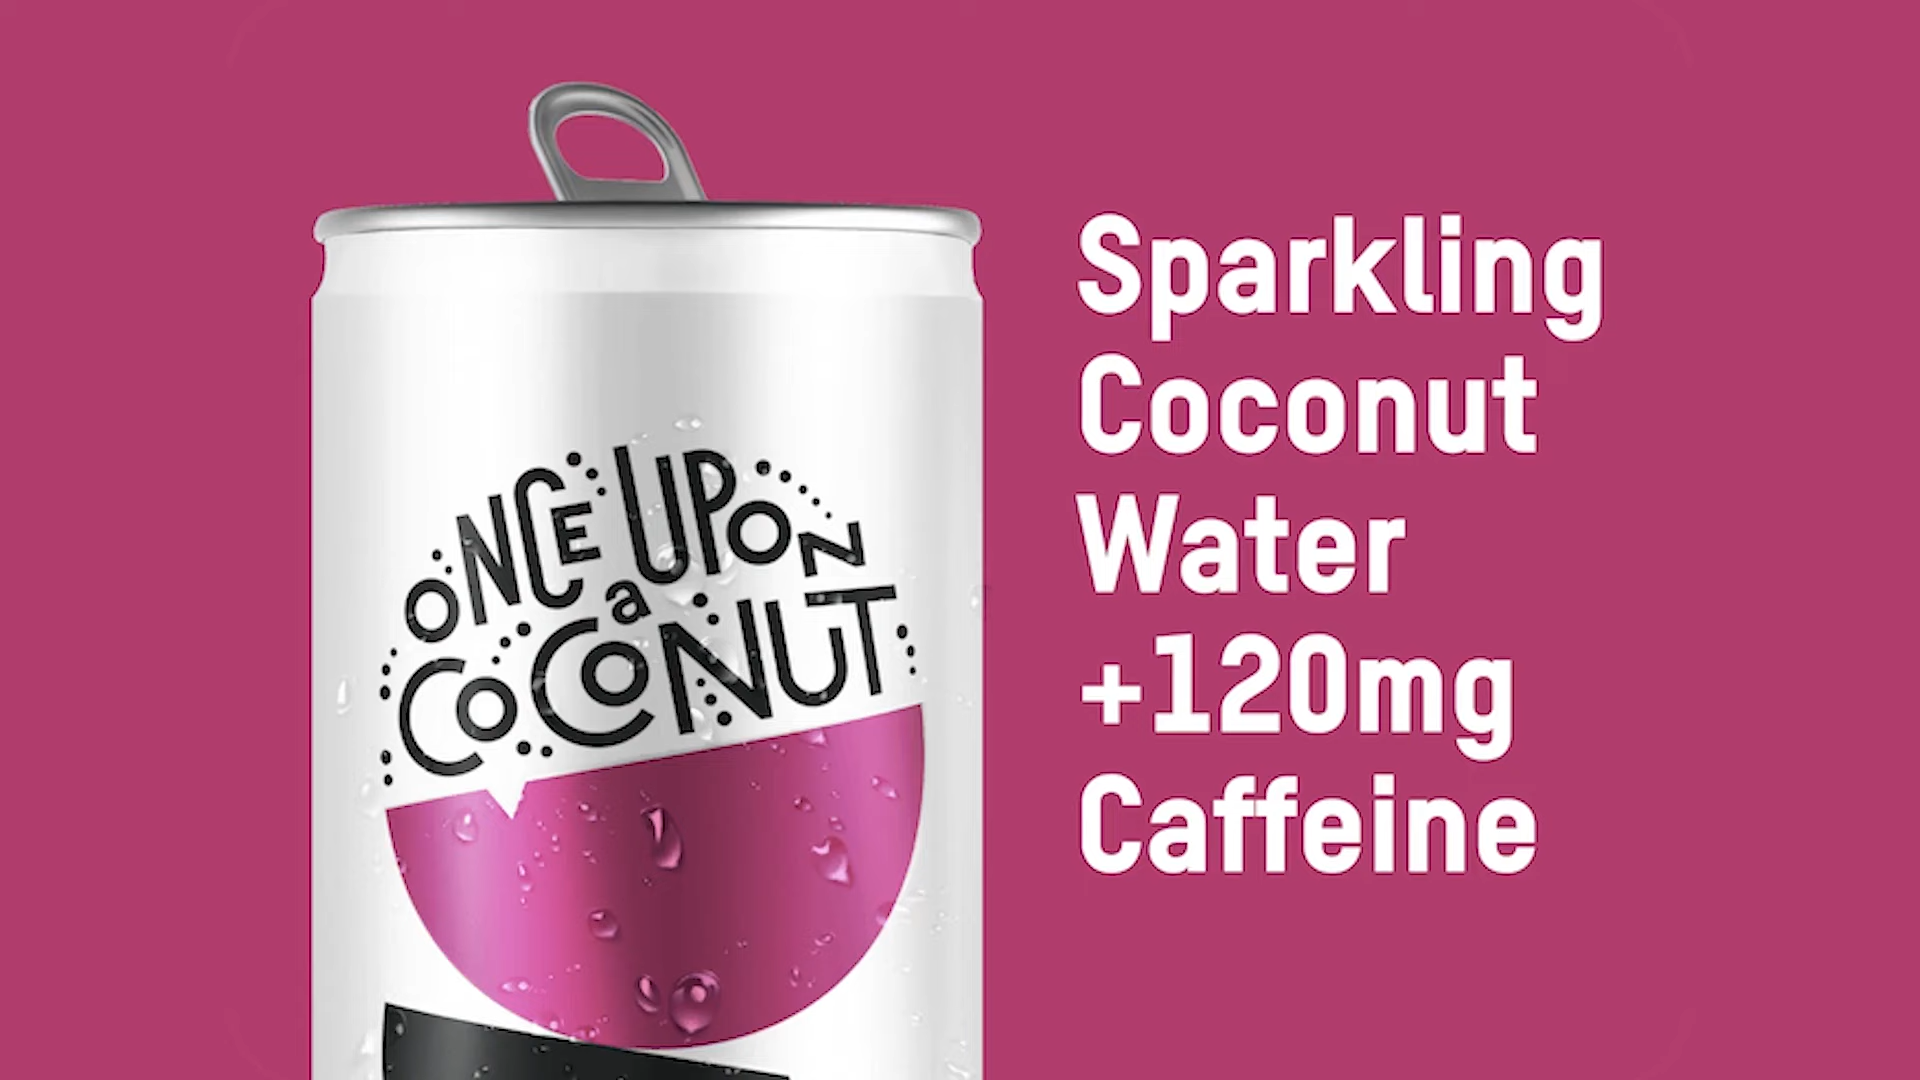 ONCE UPON
a
COCONUT
Sparkling
Coconut
Water
+120mg
Caffeine